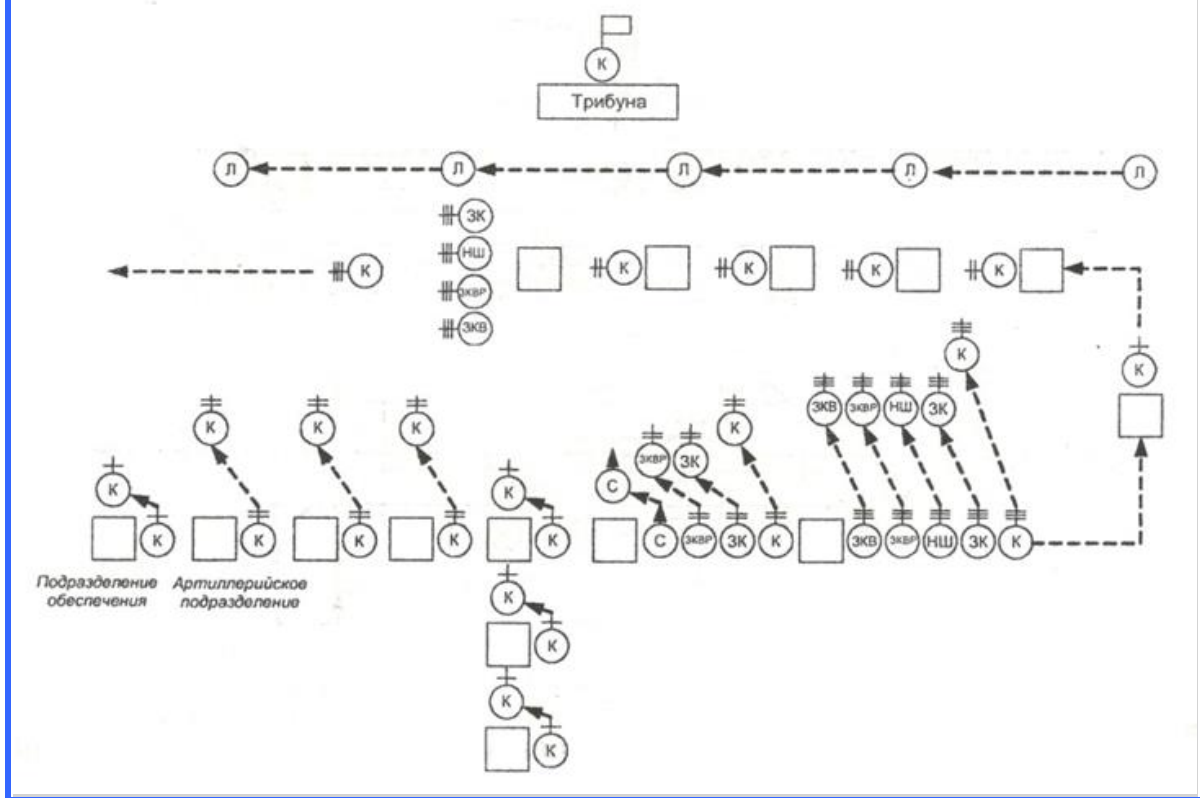 К
Трибуна
Л Л Л Л Л
ЗК
НШ
К К К К К
ЗКВР
ЗКВ
К
К
ЗКВ ЗКВР НШ ЗК
К К К К
ЗКВР ЗК
К К С
К К К К К С ЗКВР ЗК К ЗКВ ЗКВР НШ ЗК К
Подразделение Артиллерийское
обеспечения подразделение
К
К
К
К